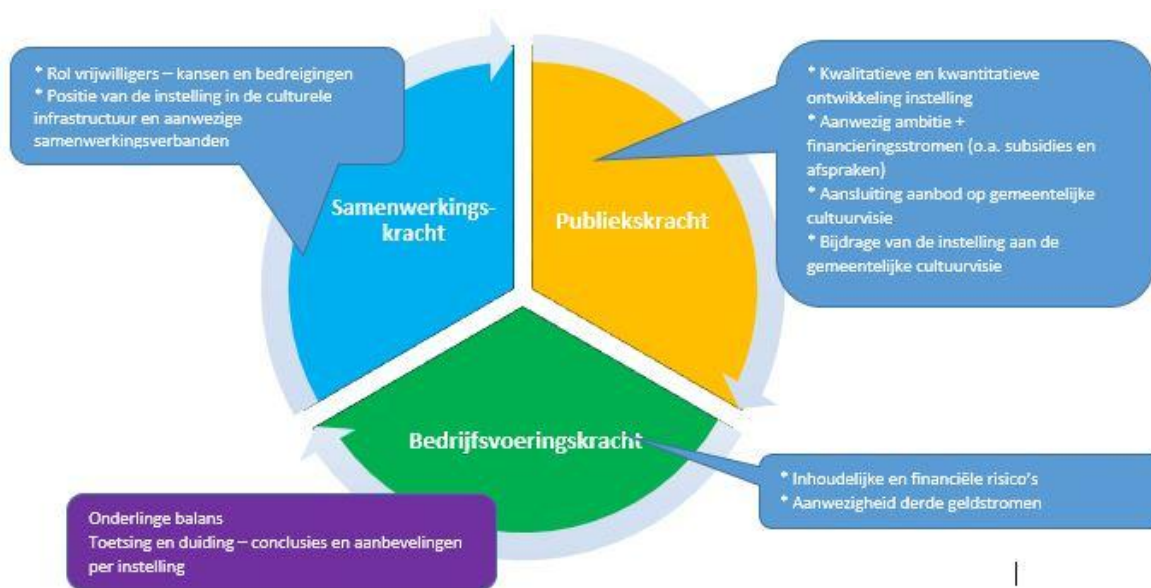 * Rol vrijwilligers – kansen en bedreigingen
* Positie van de instelling in de culturele
infrastructuur en aanwezige
samenwerkingsverbanden
Samenwerkings-
kracht
Publiekskracht
* Kwalitatieve en kwantitatieve
ontwikkeling instelling
* Aanwezig ambitie +
financieringsstromen (o.a. subsidies en
afspraken)
* Aansluiting aanbod op gemeentelijke
cultuurvisie
* Bijdrage van de instelling aan de
gemeentelijke cultuurvisie
Bedrijfsvoeringskracht
* Inhoudelijke en financiële risico's
* Aanwezigheid derde geldstromen
Onderlinge balans
Toetsing en duiding – conclusies en aanbevelingen
per instelling